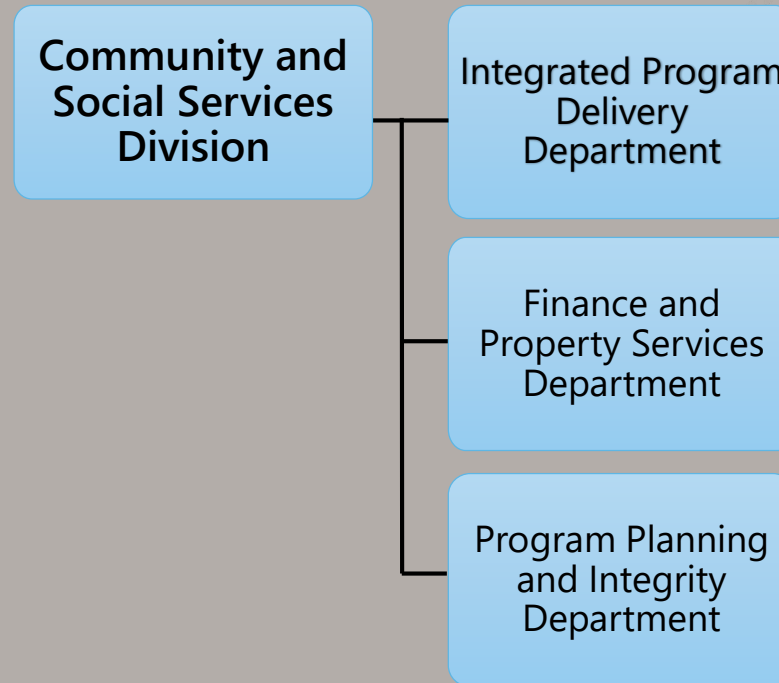 Community and
Social Services
Division
Integrated Program
Delivery
Department
Finance and
Property Services
Department
Program Planning
and Integrity
Department